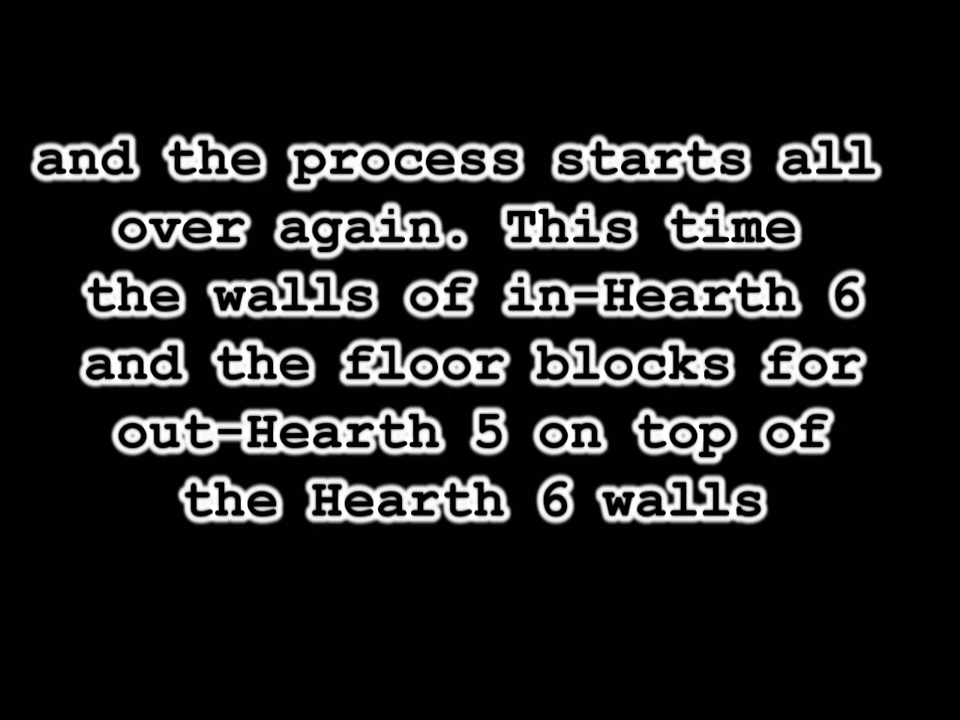 and the process starts all
over again. This time
the walls of in-Hearth 6
and the floor blocks for
out-Hearth 5 on top of
the Hearth 6 walls